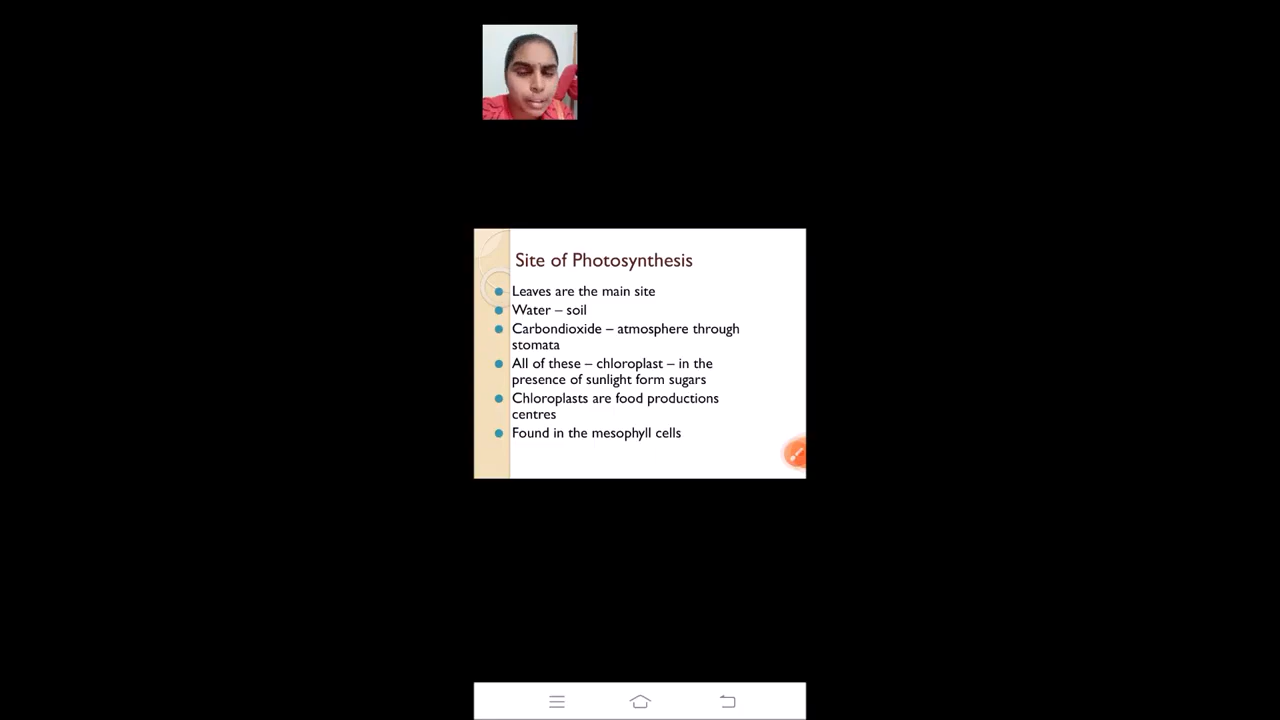 Site of Photosynthesis
Leaves are the main site
Water – soil
Carbondioxide – atmosphere through
stomata
All of these – chloroplast – in the
presence of sunlight form sugars
Chloroplasts are food productions
centres
Found in the mesophyll cells